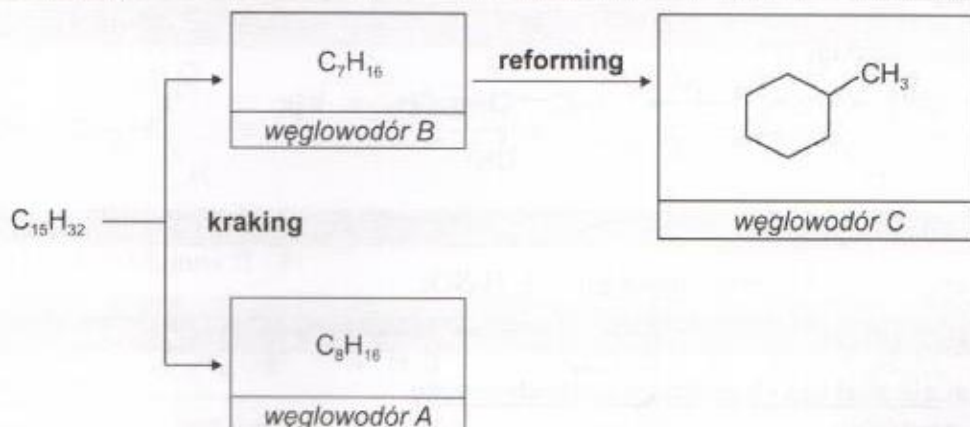 C₇H₁₆
węglowodór B
reforming
CH₃
węglowodór C
C₁₅H₃₂
kraking
C₈H₁₆
węglowodór A